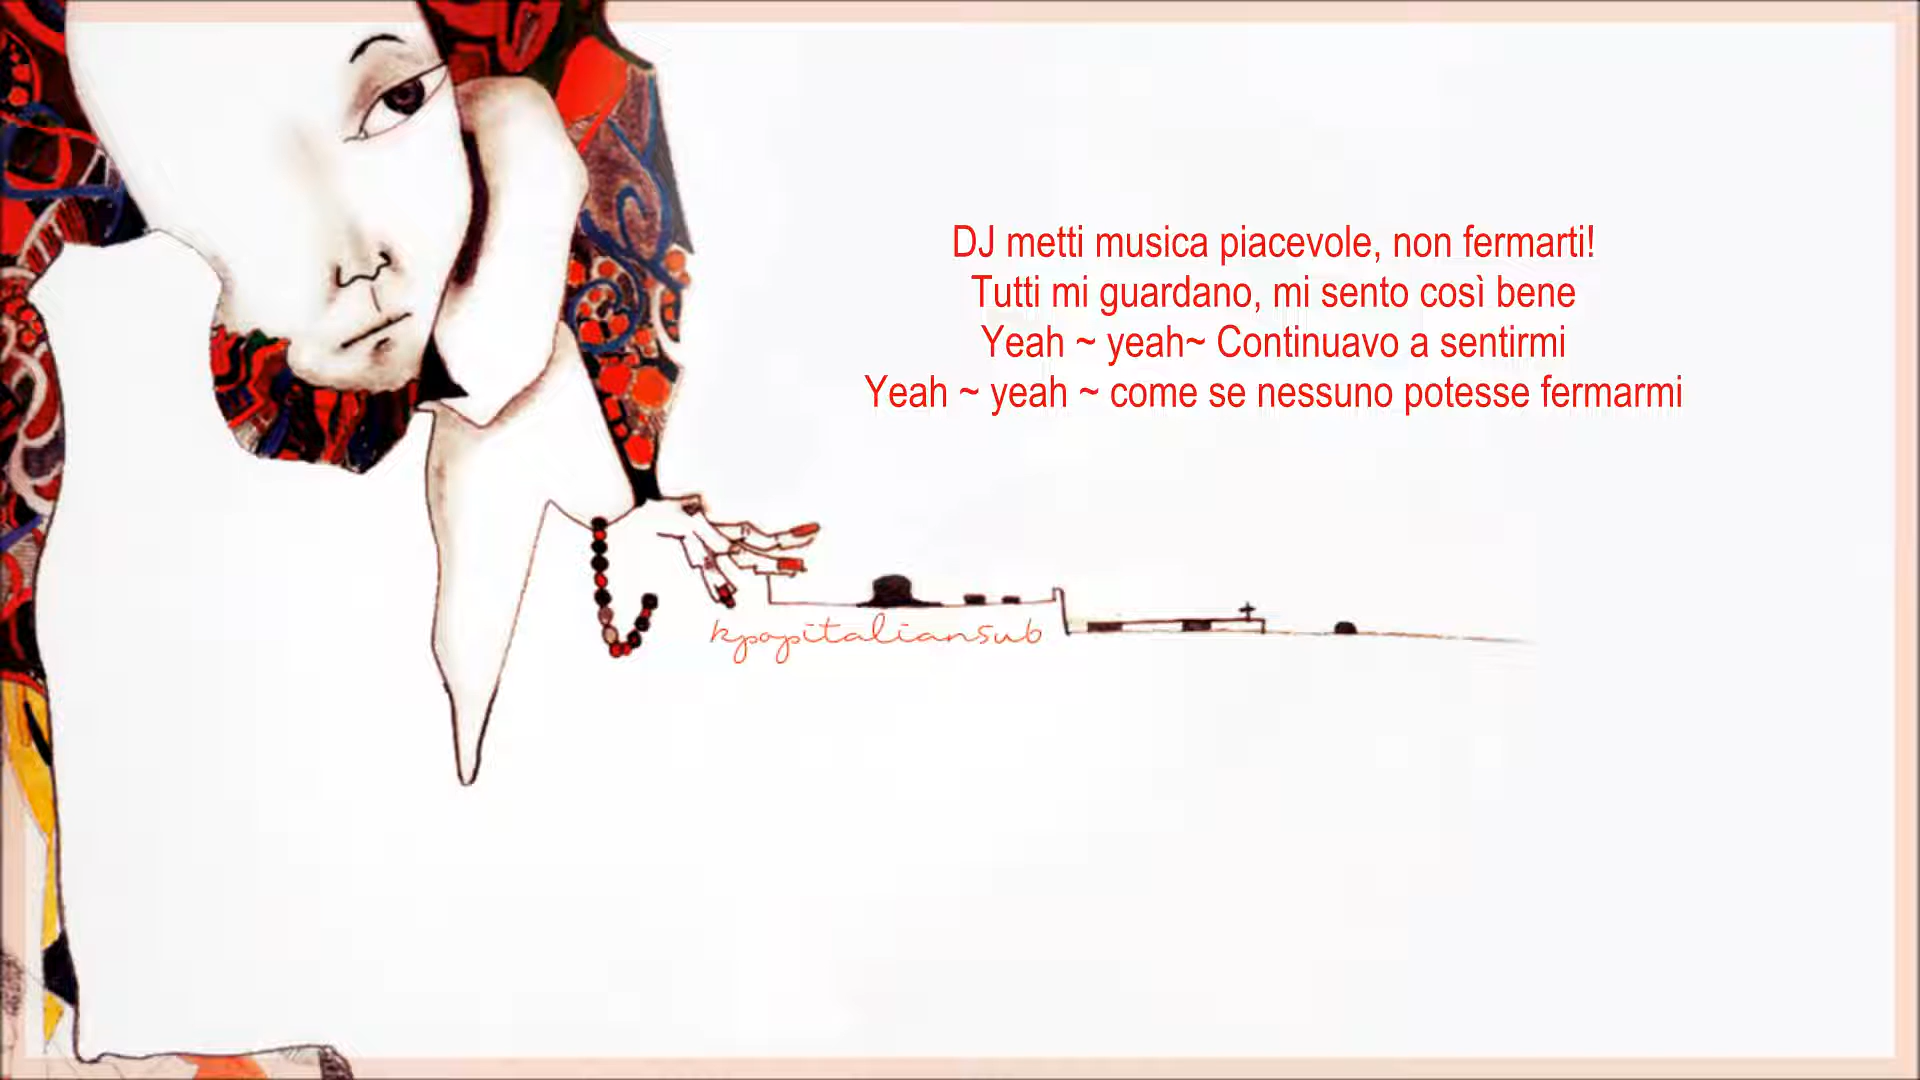 DJ metti musica piacevole, non fermarti!
Tutti mi guardano, mi sento così bene
Yeah ~ yeah~ Continuavo a sentirmi
Yeah ~ yeah ~ come se nessuno potesse fermarmi
kpopitaliansub